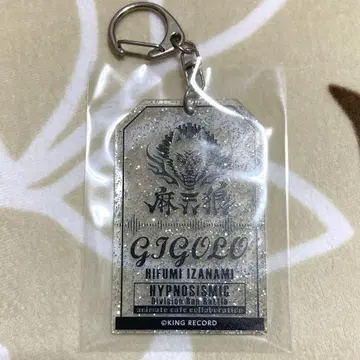 麻天狼
GIGOLO
HIFUMI IZANAMI
HYPNOSISMIC
Division Rap Battle
animate cafe collaboration
©KING RECORD